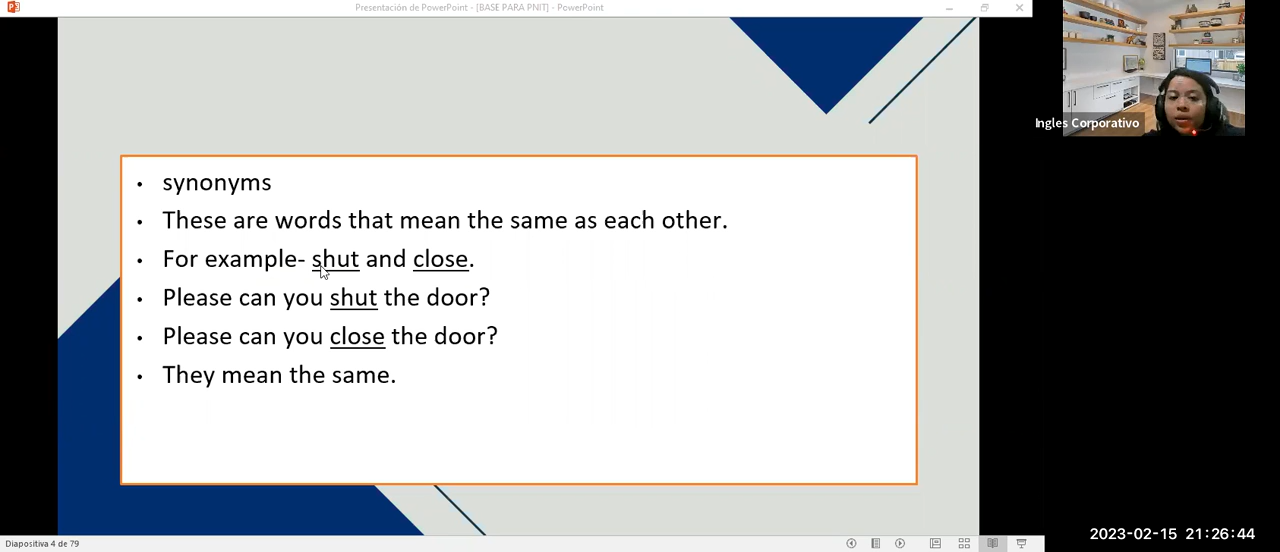 Presentación de PowerPoint - [BASE PARA PNIT] - PowerPoint
Ingles Corporativo
• synonyms
• These are words that mean the same as each other.
• For example- shut and close.
• Please can you shut the door?
• Please can you close the door?
• They mean the same.
Diapositiva 4 de 79
2023-02-15 21:26:44